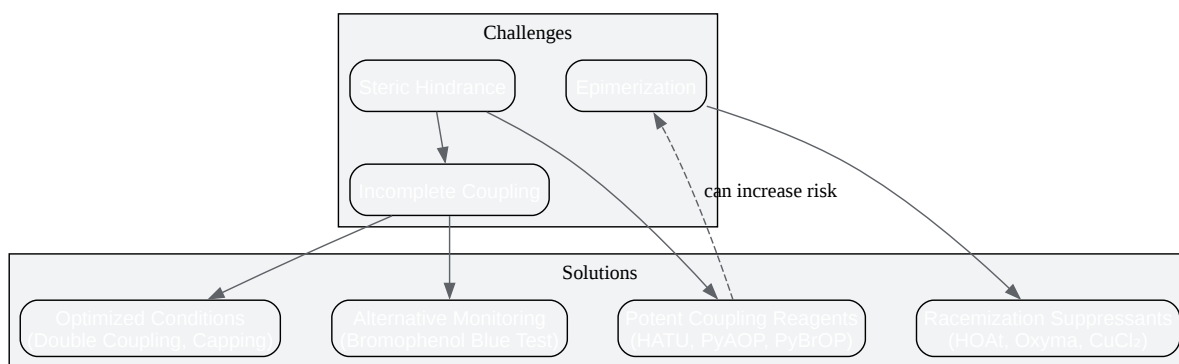 Challenges
Steric Hindrance
Epimerization
Incomplete Coupling
can increase risk
Solutions
Optimized Conditions
(Double Coupling, Capping)
Alternative Monitoring
(Bromophenol Blue Test)
Potent Coupling Reagents
(HATU, PyAOP, PyBrOP)
Racemization Suppressants
(HOAt, Oxyma, CuCl₂)